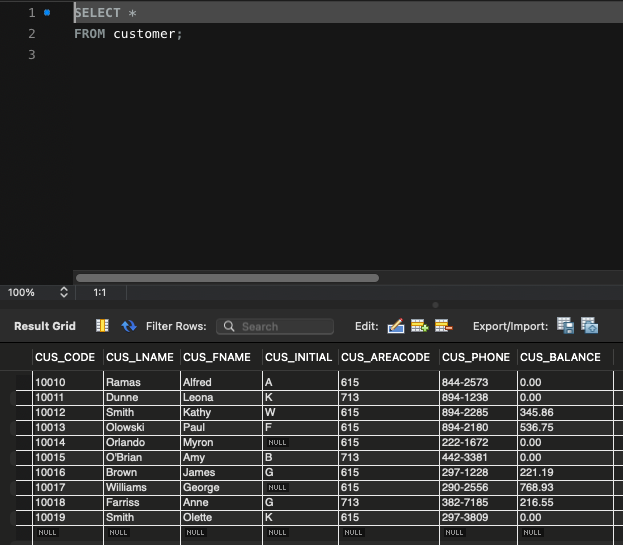 1 SELECT *
2 FROM customer;
3
100% 1:1
Result Grid Filter Rows: Search Edit: Export/Import:
CUS_CODE CUS_LNAME CUS_FNAME CUS_INITIAL CUS_AREACODE CUS_PHONE CUS_BALANCE
10010 Ramas Alfred A 615 844-2573 0.00
10011 Dunne Leona K 713 894-1238 0.00
10012 Smith Kathy W 615 894-2285 345.86
10013 Olowski Paul F 615 894-2180 536.75
10014 Orlando Myron NULL 615 222-1672 0.00
10015 O'Brian Amy B 713 442-3381 0.00
10016 Brown James G 615 297-1228 221.19
10017 Williams George NULL 615 290-2556 768.93
10018 Farriss Anne G 713 382-7185 216.55
10019 Smith Olette K 615 297-3809 0.00
NULL NULL NULL NULL NULL NULL NULL